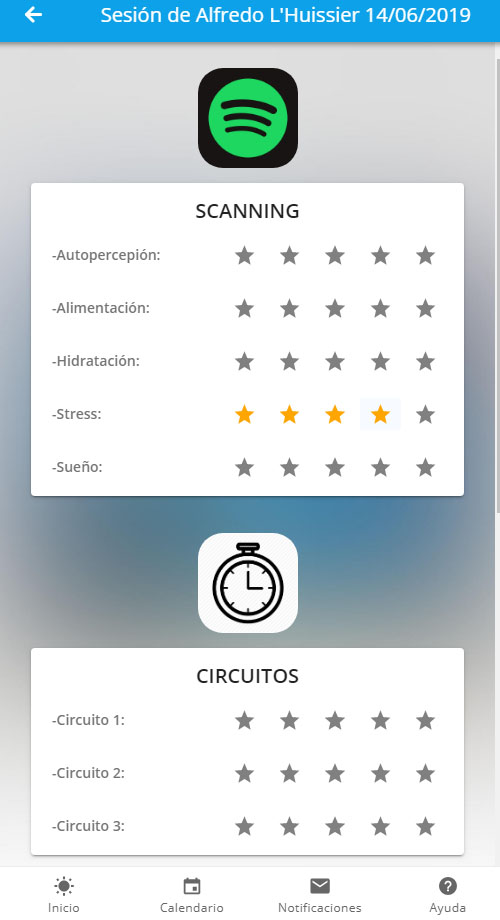 Sesión de Alfredo L'Huissier 14/06/2019
SCANNING
-Autopercepión:
-Alimentación:
-Hidratación:
-Stress:
-Sueño:
CIRCUITOS
-Circuito 1:
-Circuito 2:
-Circuito 3:
Inicio Calendario Notificaciones Ayuda